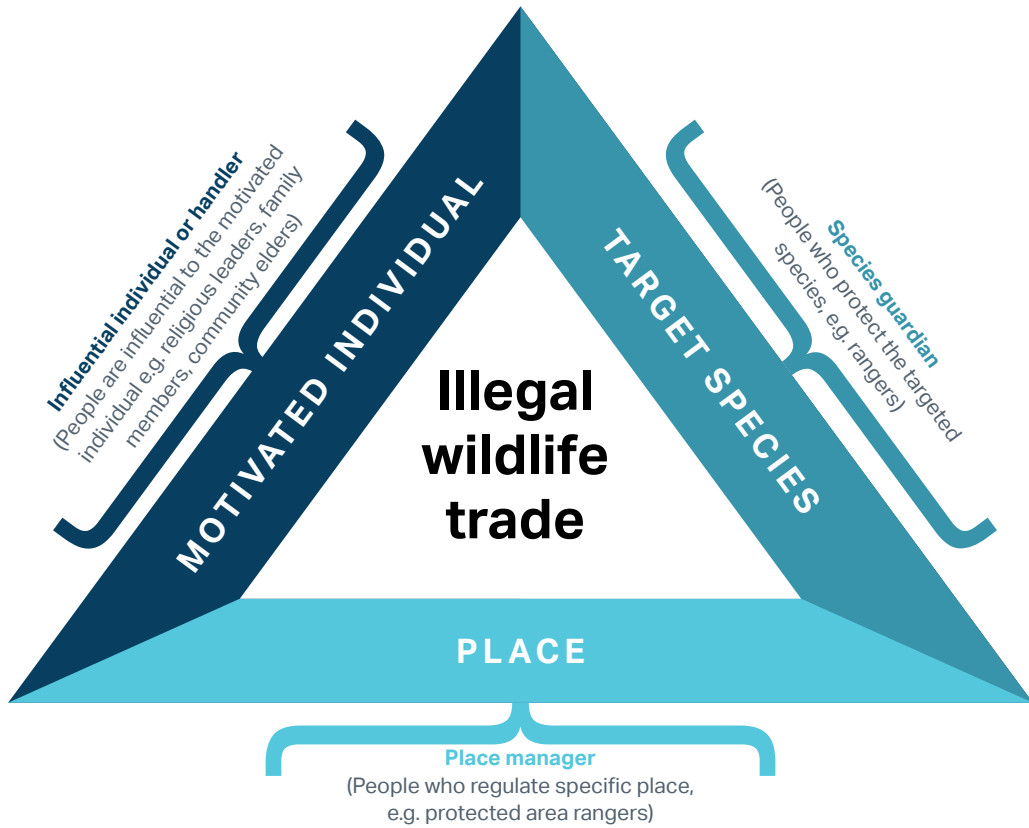 Influential individual or handler
(People are influential to the motivated
individual e.g. religious leaders, family
members, community elders)
MOTIVATED INDIVIDUAL
Illegal
wildlife
trade
TARGET SPECIES
Species guardian
(People who protect the targeted
species, e.g. rangers)
PLACE
Place manager
(People who regulate specific place,
e.g. protected area rangers)